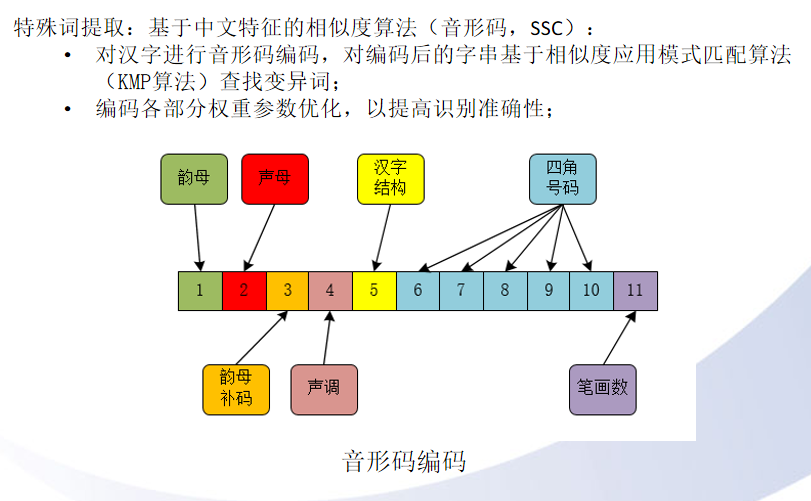 特殊词提取：基于中文特征的相似度算法（音形码，SSC）：
• 对汉字进行音形码编码，对编码后的字串基于相似度应用模式匹配算法
（KMP算法）查找变异词；
• 编码各部分权重参数优化，以提高识别准确性；
韵母
声母
汉字
结构
四角
号码
1 2 3 4 5 6 7 8 9 10 11
韵母
补码
声调
笔画数
音形码编码